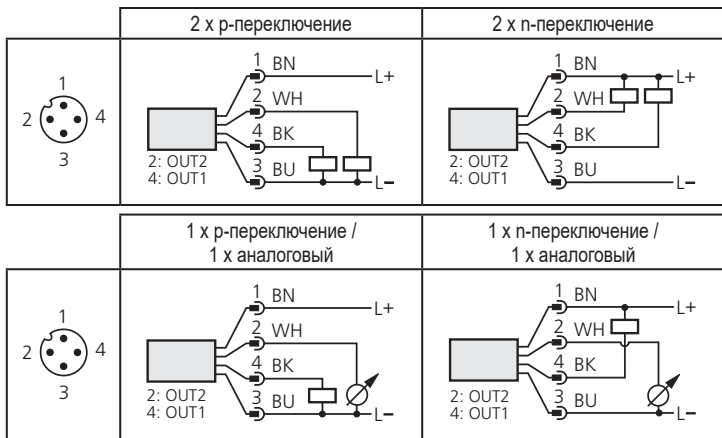 2 x p-переключение
2 x n-переключение
1
2
4
3
1 BN
L+
2 WH
4 BK
3 BU
L–
2: OUT2
4: OUT1
1 BN
L+
2 WH
4 BK
3 BU
L–
2: OUT2
4: OUT1
1 x p-переключение /
1 x аналоговый
1 x n-переключение /
1 x аналоговый
1
2
4
3
1 BN
L+
2 WH
4 BK
3 BU
L–
2: OUT2
4: OUT1
1 BN
L+
2 WH
4 BK
3 BU
L–
2: OUT2
4: OUT1